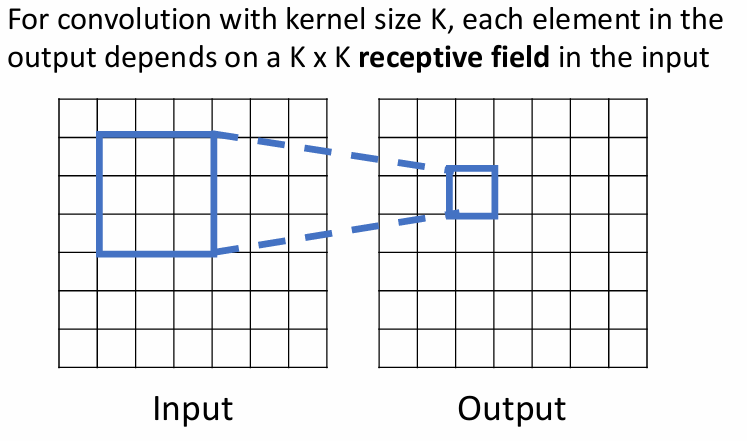 For convolution with kernel size K, each element in the
output depends on a K x K receptive field in the input
Input
Output